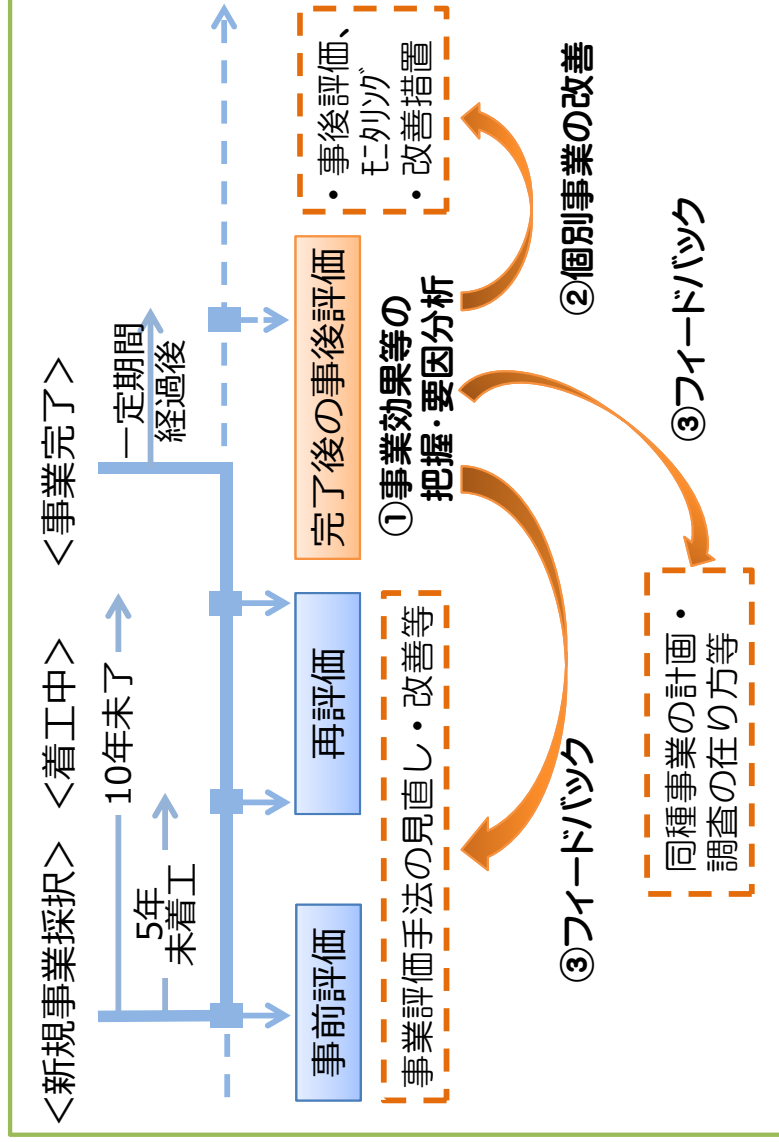 <新規事業採択>
<着工中>
<事業完了>
10年未了
5年
未着工
一定期間
経過後
事前評価
再評価
完了後の事後評価
・ 事後評価、
モニタリング
・ 改善措置
事業評価手法の見直し・改善等
①事業効果等の
把握・要因分析
②個別事業の改善
③フィードバック
③フィードバック
同種事業の計画・
調査の在り方等